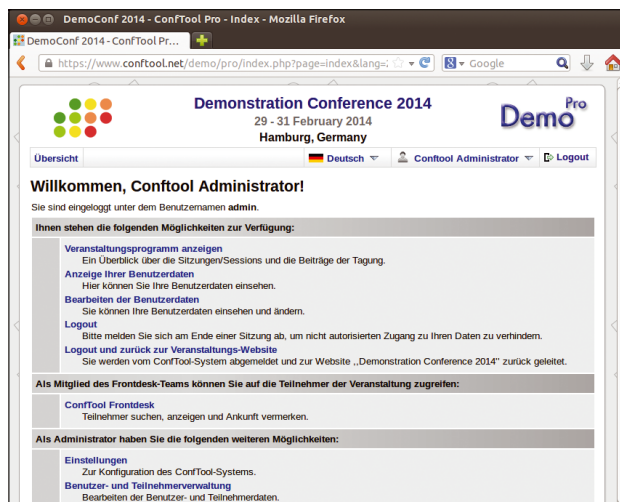 DemoConf 2014 - ConfTool Pro - Index - Mozilla Firefox
DemoConf 2014 - ConfTool Pr...
https://www.conftool.net/demo/pro/index.php?page=index&lang=
Google
Demonstration Conference 2014
29 - 31 February 2014
Hamburg, Germany
Demo Pro
Übersicht
Deutsch
Conftool Administrator
Logout
Willkommen, Conftool Administrator!
Sie sind eingeloggt unter dem Benutzernamen admin.
Ihnen stehen die folgenden Möglichkeiten zur Verfügung:
Veranstaltungsprogramm anzeigen
Ein Überblick über die Sitzungen/Sessions und die Beiträge der Tagung.
Anzeige Ihrer Benutzerdaten
Hier können Sie Ihre Benutzerdaten einsehen.
Bearbeiten der Benutzerdaten
Sie können Ihre Benutzerdaten einsehen und ändern.
Logout
Bitte melden Sie sich am Ende einer Sitzung ab, um nicht autorisierten Zugang zu Ihren Daten zu verhindern.
Logout und zurück zur Veranstaltungs-Website
Sie werden vom ConfTool-System abgemeldet und zur Website ,,Demonstration Conference 2014'' zurück geleitet.
Als Mitglied des Frontdesk-Teams können Sie auf die Teilnehmer der Veranstaltung zugreifen:
ConfTool Frontdesk
Teilnehmer suchen, anzeigen und Ankunft vermerken.
Als Administrator haben Sie die folgenden weiteren Möglichkeiten:
Einstellungen
Zur Konfiguration des ConfTool-Systems.
Benutzer- und Teilnehmerverwaltung
Bearbeiten der Benutzer- und Teilnehmerdaten.